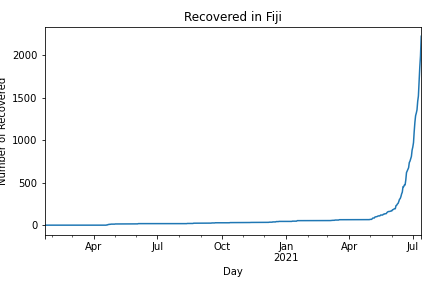 Recovered in Fiji
Number of Recovered
2000
1500
1000
500
0
Apr
Jul
Oct
Jan
2021
Apr
Jul
Day